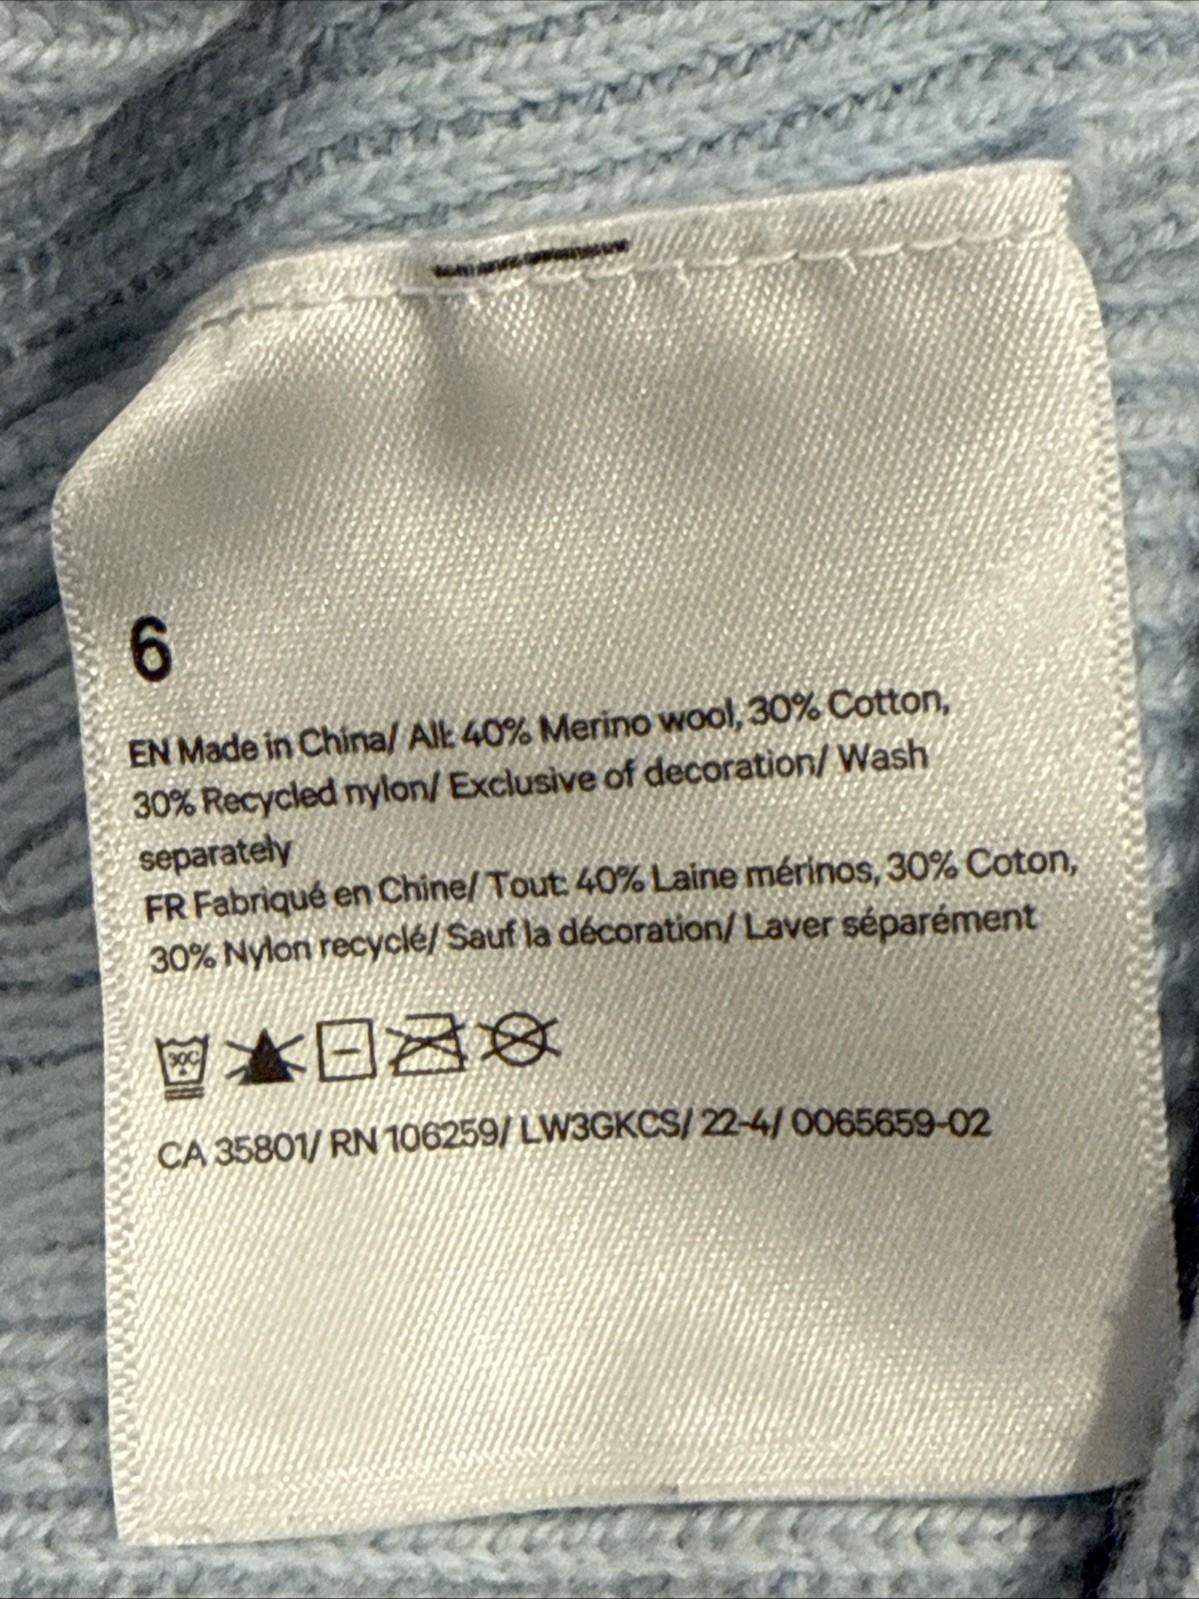 6
EN Made in China/ All: 40% Merino wool, 30% Cotton,
30% Recycled nylon/ Exclusive of decoration/ Wash
separately
FR Fabriqué en Chine/ Tout: 40% Laine mérinos, 30% Coton,
30% Nylon recyclé/ Sauf la décoration/ Laver séparément
30C
CA 35801/ RN 106259/ LW3GKCS/ 22-4/ 0065659-02